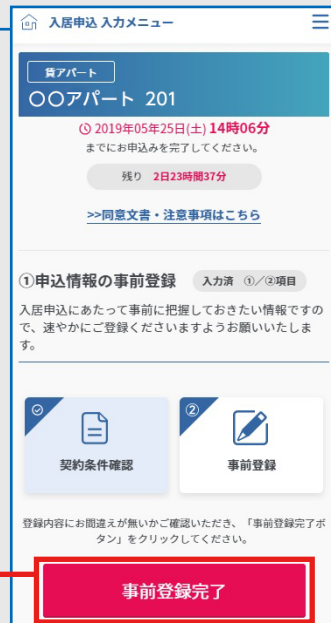 入居申込 入力メニュー
賃アパート
〇〇アパート 201
2019年05年25日(土) 14時06分
までにお申込みを完了してください。
残り 2日23時間37分
>>同意文書・注意事項はこちら
①申込情報の事前登録 入力済 ①／②項目
入居申込にあたって事前に把握しておきたい情報ですの
で、速やかにご登録くださいますようお願いいたしま
す。
②
契約条件確認 事前登録
登録内容にお間違えが無いかご確認いただき、「事前登録完了ボ
タン」をクリックしてください。
事前登録完了